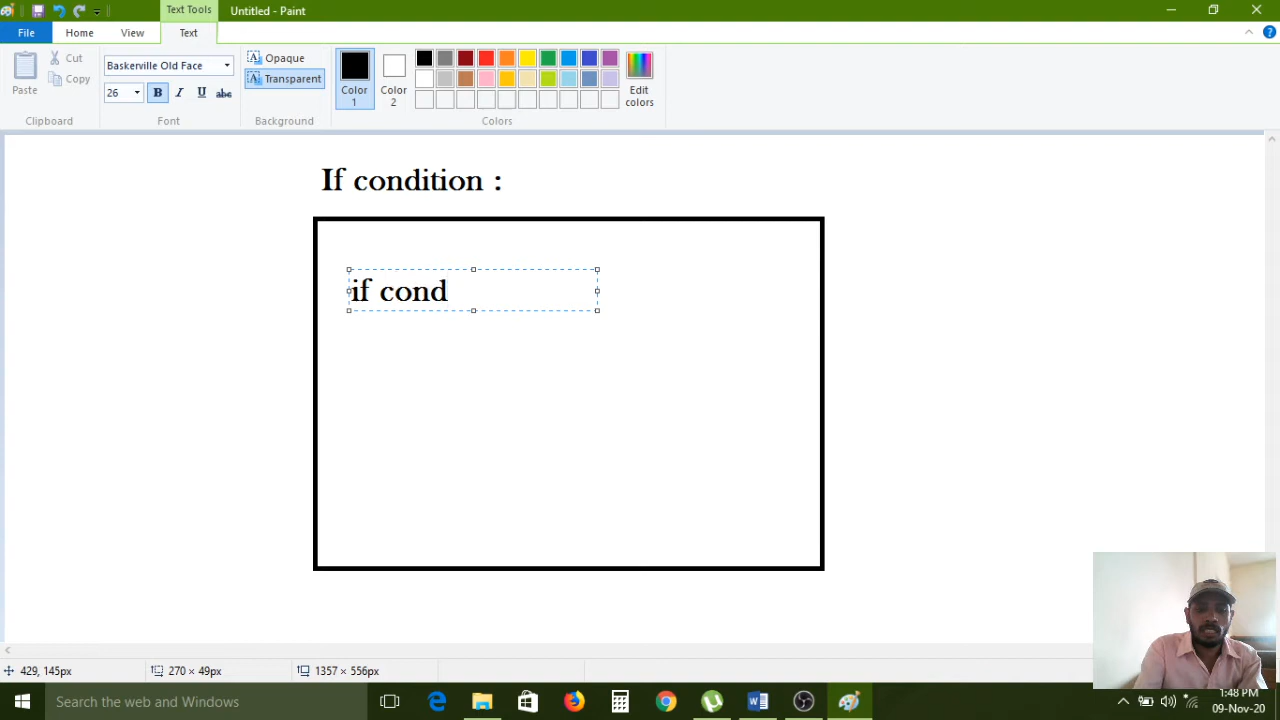 Text Tools
Untitled - Paint
File Home View Text
Paste
Cut
Copy
Clipboard
Baskerville Old Face
26
B I U abc
Font
Opaque
Transparent
Background
Color 1
Color 2
Edit colors
Colors
If condition :
if cond
429, 145px
270 × 49px
1357 × 556px
Search the web and Windows
1:48 PM
09-Nov-20